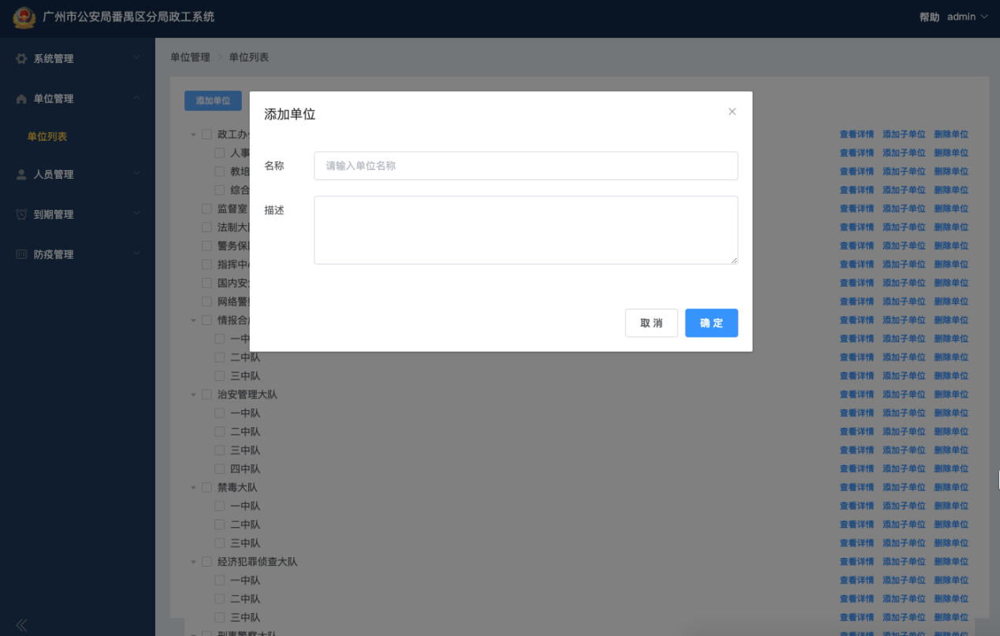 广州市公安局番禺区分局政工系统
帮助 admin
系统管理
单位管理
单位列表
人员管理
到期管理
防疫管理
单位管理 单位列表
添加单位
添加单位
名称 请输入单位名称
描述
取 消 确 定
政工办 查看详情 添加子单位 删除单位
人事 查看详情 添加子单位 删除单位
教培 查看详情 添加子单位 删除单位
综合 查看详情 添加子单位 删除单位
监督室 查看详情 添加子单位 删除单位
法制大 查看详情 添加子单位 删除单位
警务保 查看详情 添加子单位 删除单位
指挥中 查看详情 添加子单位 删除单位
国内安 查看详情 添加子单位 删除单位
网络警 查看详情 添加子单位 删除单位
情报合 查看详情 添加子单位 删除单位
一中 查看详情 添加子单位 删除单位
二中队 查看详情 添加子单位 删除单位
三中队 查看详情 添加子单位 删除单位
治安管理大队 查看详情 添加子单位 删除单位
一中队 查看详情 添加子单位 删除单位
二中队 查看详情 添加子单位 删除单位
三中队 查看详情 添加子单位 删除单位
四中队 查看详情 添加子单位 删除单位
禁毒大队 查看详情 添加子单位 删除单位
一中队 查看详情 添加子单位 删除单位
二中队 查看详情 添加子单位 删除单位
三中队 查看详情 添加子单位 删除单位
经济犯罪侦查大队 查看详情 添加子单位 删除单位
一中队 查看详情 添加子单位 删除单位
二中队 查看详情 添加子单位 删除单位
三中队 查看详情 添加子单位 删除单位
刑事警察大队 查看详情 添加子单位 删除单位